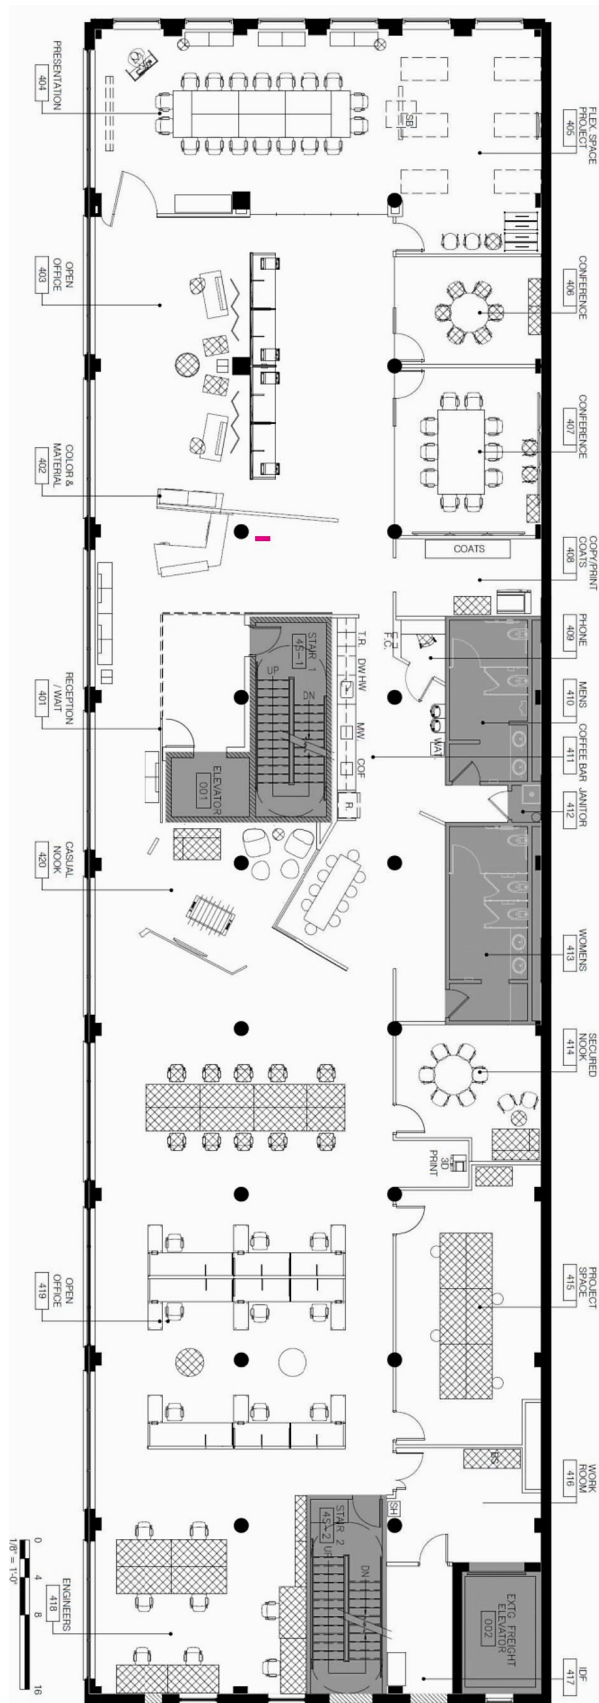 PRESENTATION
404
FLEX. SPACE
PROJECT
405
SB
OPEN
OFFICE
403
CONFERENCE
406
CONFERENCE
407
COLOR &
MATERIAL
402
COATS
COPY/PRINT
COATS
408
PHONE
409
F.C.
RECEPTION
/ WAIT
401
STAIR 1
4S-1
UP
DN
T.R.
DW
HW
MW
COF
R.
WAT.
MENS
410
COFFEE BAR
411
JANITOR
412
ELEVATOR
001
CASUAL
NOOK
420
WOMENS
413
SECURED
NOOK
414
3D
PRINT
OPEN
OFFICE
419
PROJECT
SPACE
415
WORK
ROOM
416
SH
STAIR 2
4S-2
UP
DN
ENGINEERS
418
EXTG. FREIGHT
ELEVATOR
002
IDF
417
0 4 8 16
1/8" = 1'-0"